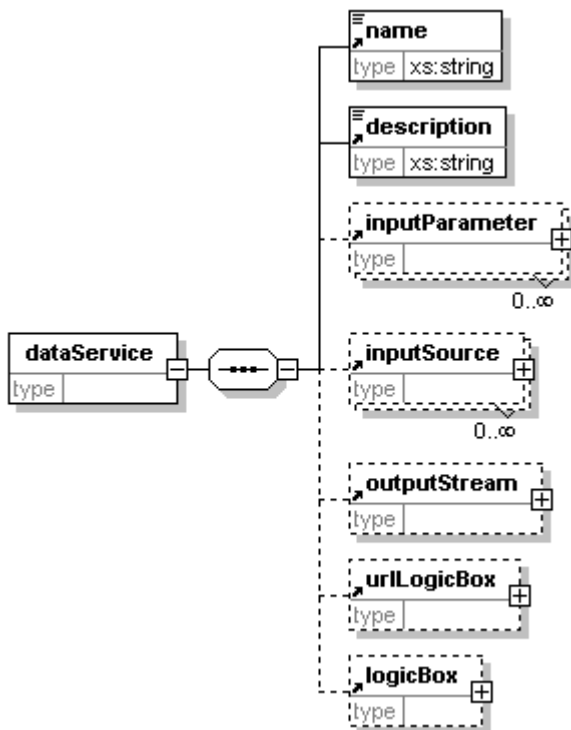 name
type xs:string
description
type xs:string
inputParameter
type
0..∞
dataService
type
inputSource
type
0..∞
outputStream
type
urlLogicBox
type
logicBox
type